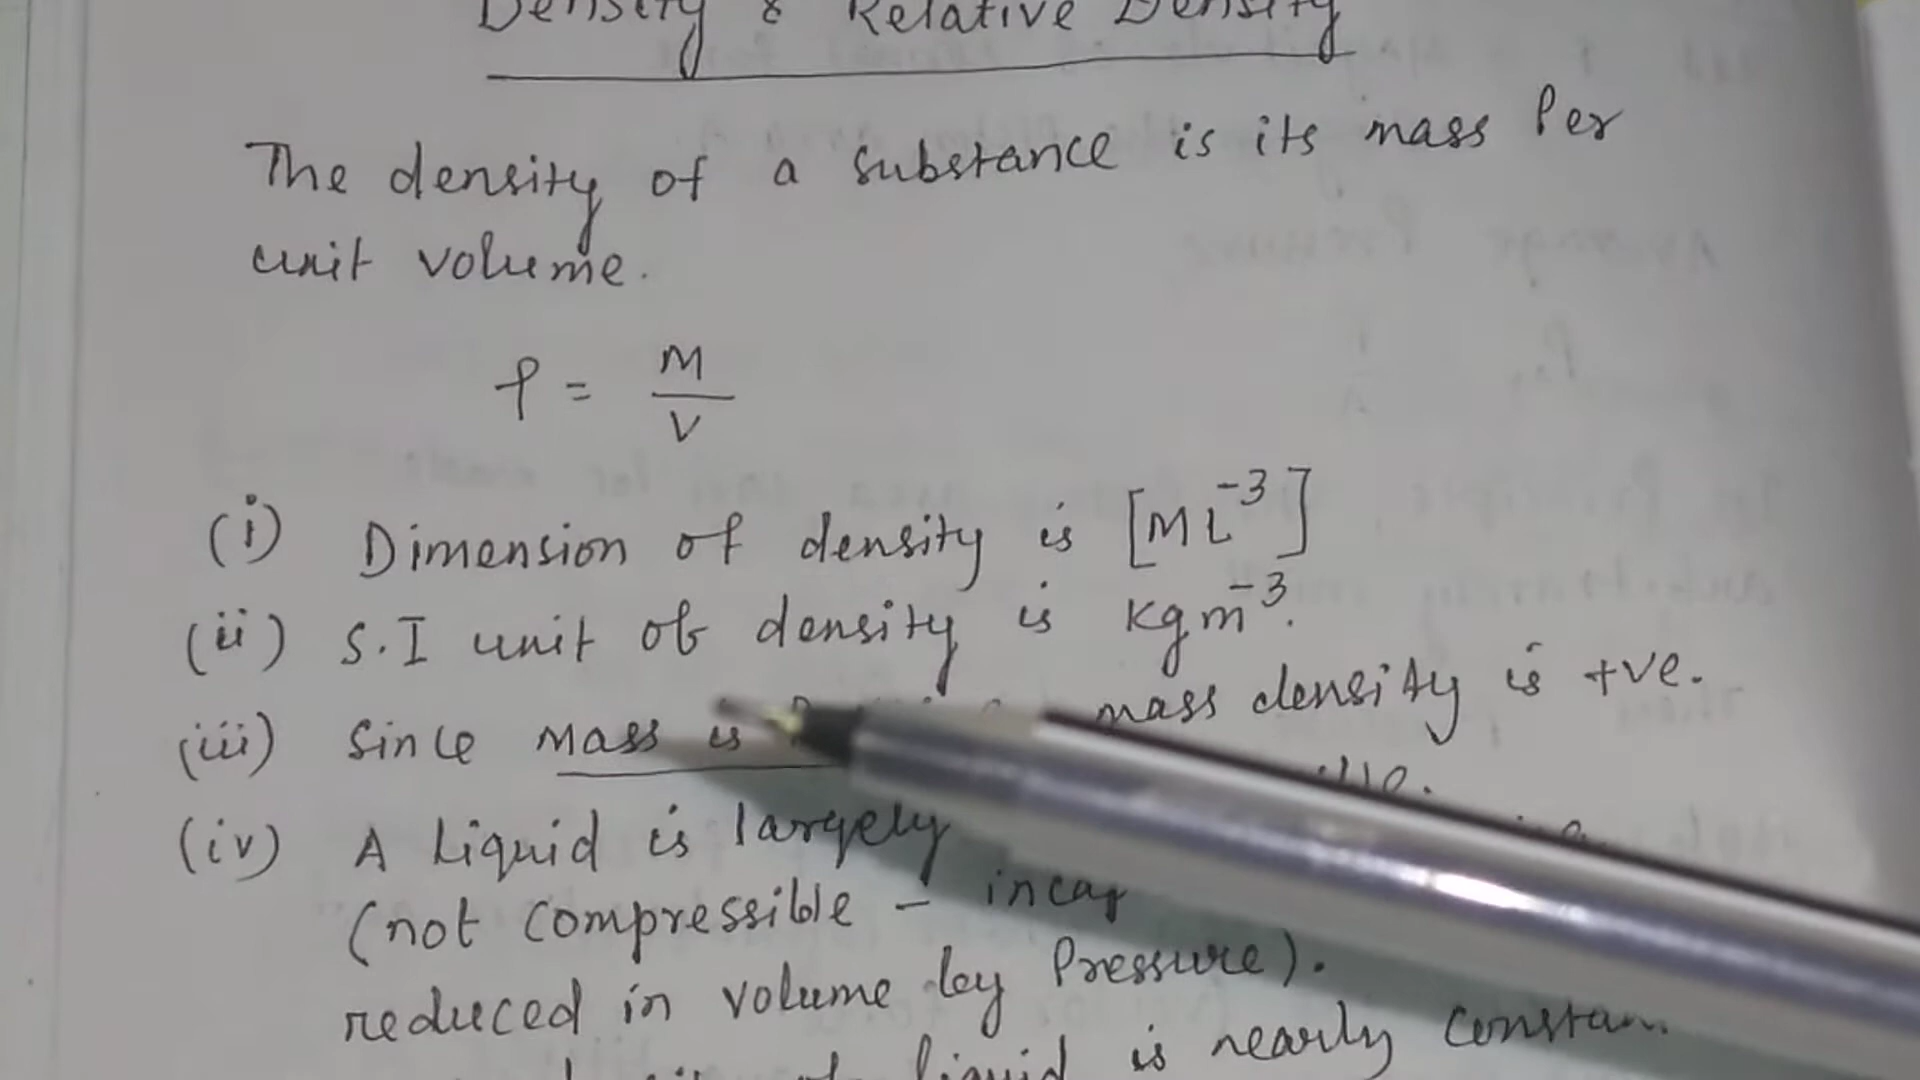 Density & Relative Density
The density of a substance is its mass Per
unit volume.
ρ = M/V
(i) Dimension of density is [ML⁻³]
(ii) S.I unit of density is kgm⁻³.
(iii) Since Mass is mass density is +ve.
(iv) A Liquid is largely
(not compressible -
reduced in volume by Pressure).
liquid is nearly